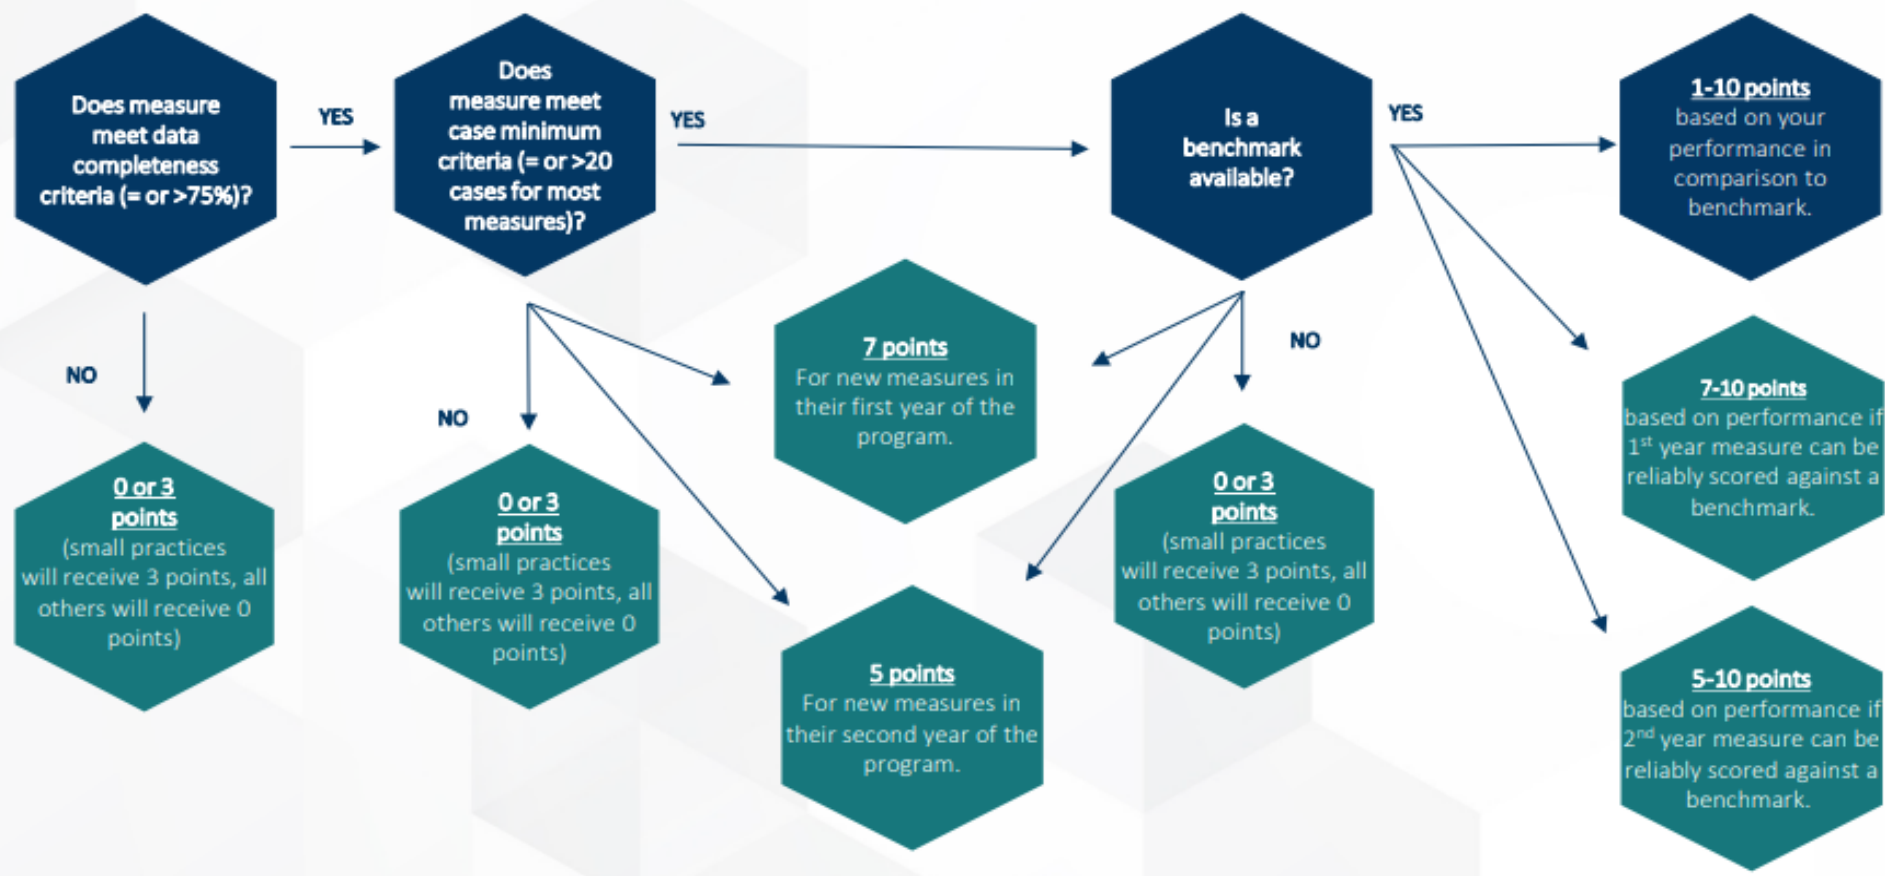 Does measure
meet data
completeness
criteria (= or >75%)?
YES
Does
measure meet
case minimum
criteria (= or >20
cases for most
measures)?
YES
Is a
benchmark
available?
YES
1-10 points
based on your
performance in
comparison to
benchmark.
NO
0 or 3
points
(small practices
will receive 3 points, all
others will receive 0
points)
NO
0 or 3
points
(small practices
will receive 3 points, all
others will receive 0
points)
7 points
For new measures in
their first year of the
program.
5 points
For new measures in
their second year of the
program.
NO
0 or 3
points
(small practices
will receive 3 points, all
others will receive 0
points)
7-10 points
based on performance if
1st year measure can be
reliably scored against a
benchmark.
5-10 points
based on performance if
2nd year measure can be
reliably scored against a
benchmark.